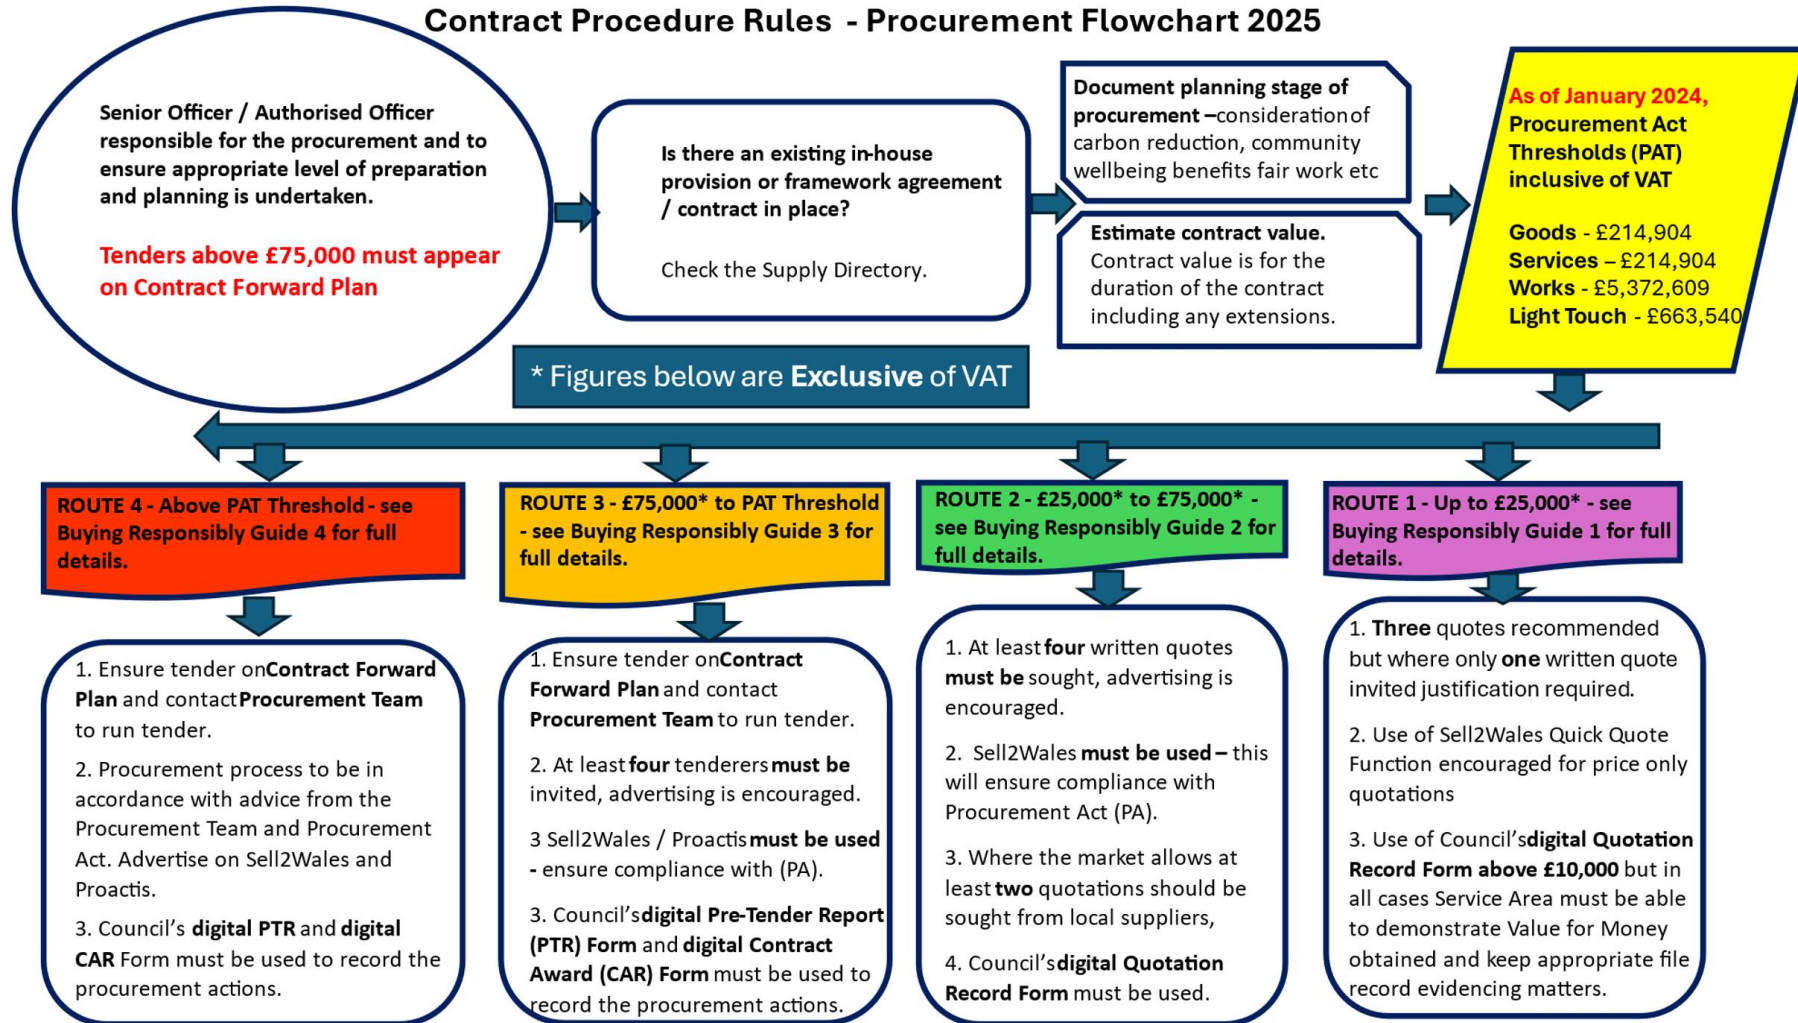 Contract Procedure Rules - Procurement Flowchart 2025
Senior Officer / Authorised Officer
responsible for the procurement and to
ensure appropriate level of preparation
and planning is undertaken.
Tenders above £75,000 must appear
on Contract Forward Plan
Is there an existing in-house
provision or framework agreement
/ contract in place?
Check the Supply Directory.
Document planning stage of
procurement – consideration of
carbon reduction, community
wellbeing benefits fair work etc
Estimate contract value.
Contract value is for the
duration of the contract
including any extensions.
As of January 2024,
Procurement Act
Thresholds (PAT)
inclusive of VAT
Goods - £214,904
Services – £214,904
Works - £5,372,609
Light Touch - £663,540
* Figures below are Exclusive of VAT
ROUTE 4 - Above PAT Threshold - see
Buying Responsibly Guide 4 for full
details.
1. Ensure tender on Contract Forward
Plan and contact Procurement Team
to run tender.
2. Procurement process to be in
accordance with advice from the
Procurement Team and Procurement
Act. Advertise on Sell2Wales and
Proactis.
3. Council's digital PTR and digital
CAR Form must be used to record the
procurement actions.
ROUTE 3 - £75,000* to PAT Threshold
- see Buying Responsibly Guide 3 for
full details.
1. Ensure tender on Contract
Forward Plan and contact
Procurement Team to run tender.
2. At least four tenderers must be
invited, advertising is encouraged.
3 Sell2Wales / Proactis must be used
- ensure compliance with (PA).
3. Council's digital Pre-Tender Report
(PTR) Form and digital Contract
Award (CAR) Form must be used to
record the procurement actions.
ROUTE 2 - £25,000* to £75,000* -
see Buying Responsibly Guide 2 for
full details.
1. At least four written quotes
must be sought, advertising is
encouraged.
2. Sell2Wales must be used – this
will ensure compliance with
Procurement Act (PA).
3. Where the market allows at
least two quotations should be
sought from local suppliers,
4. Council's digital Quotation
Record Form must be used.
ROUTE 1 - Up to £25,000* - see
Buying Responsibly Guide 1 for full
details.
1. Three quotes recommended
but where only one written quote
invited justification required.
2. Use of Sell2Wales Quick Quote
Function encouraged for price only
quotations
3. Use of Council's digital Quotation
Record Form above £10,000 but in
all cases Service Area must be able
to demonstrate Value for Money
obtained and keep appropriate file
record evidencing matters.